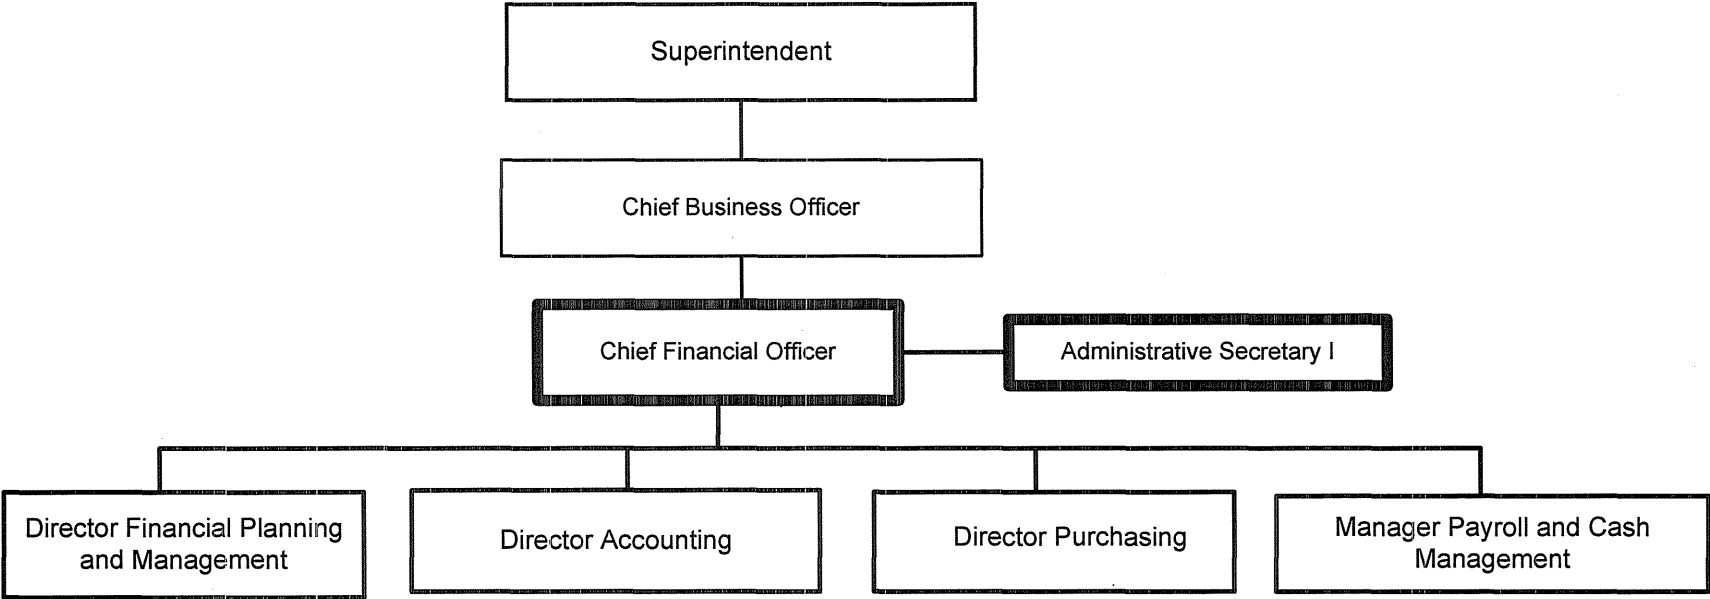 Superintendent
Chief Business Officer
Chief Financial Officer
Administrative Secretary I
Director Financial Planning
and Management
Director Accounting
Director Purchasing
Manager Payroll and Cash
Management